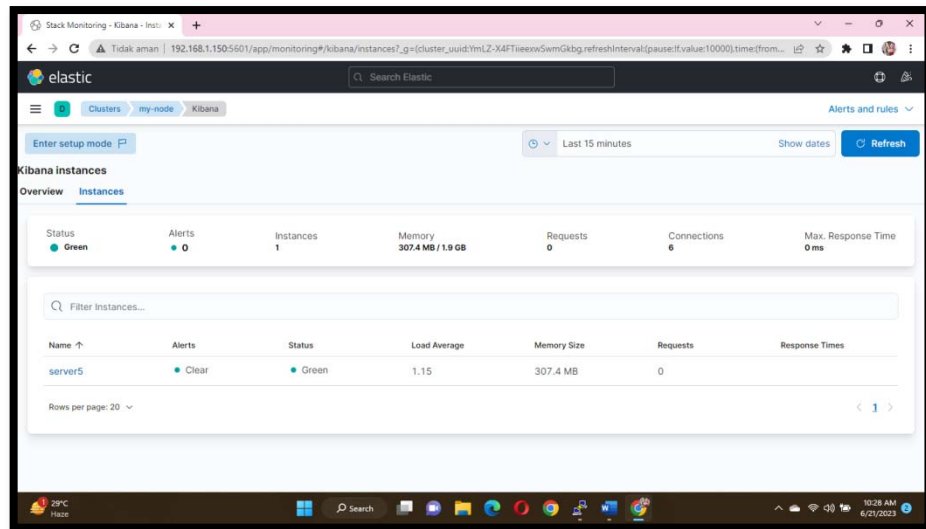 Stack Monitoring - Kibana - Inst
Tidak aman | 192.168.1.150:5601/app/monitoring#/kibana/instances?_g=(cluster_uuid:YmLZ-X4FTiieexwSwmGkbg,refreshInterval:(pause:!f,value:10000),time:(from...
elastic Search Elastic
D Clusters my-node Kibana Alerts and rules
Enter setup mode Last 15 minutes Show dates Refresh
Kibana instances
Overview Instances
Status Alerts Instances Memory Requests Connections Max. Response Time
Green 0 1 307.4 MB / 1.9 GB 0 6 0 ms
Filter Instances...
Name Alerts Status Load Average Memory Size Requests Response Times
server5 Clear Green 1.15 307.4 MB 0
Rows per page: 20 < 1 >
29°C Search 10:28 AM
Haze 6/21/2023